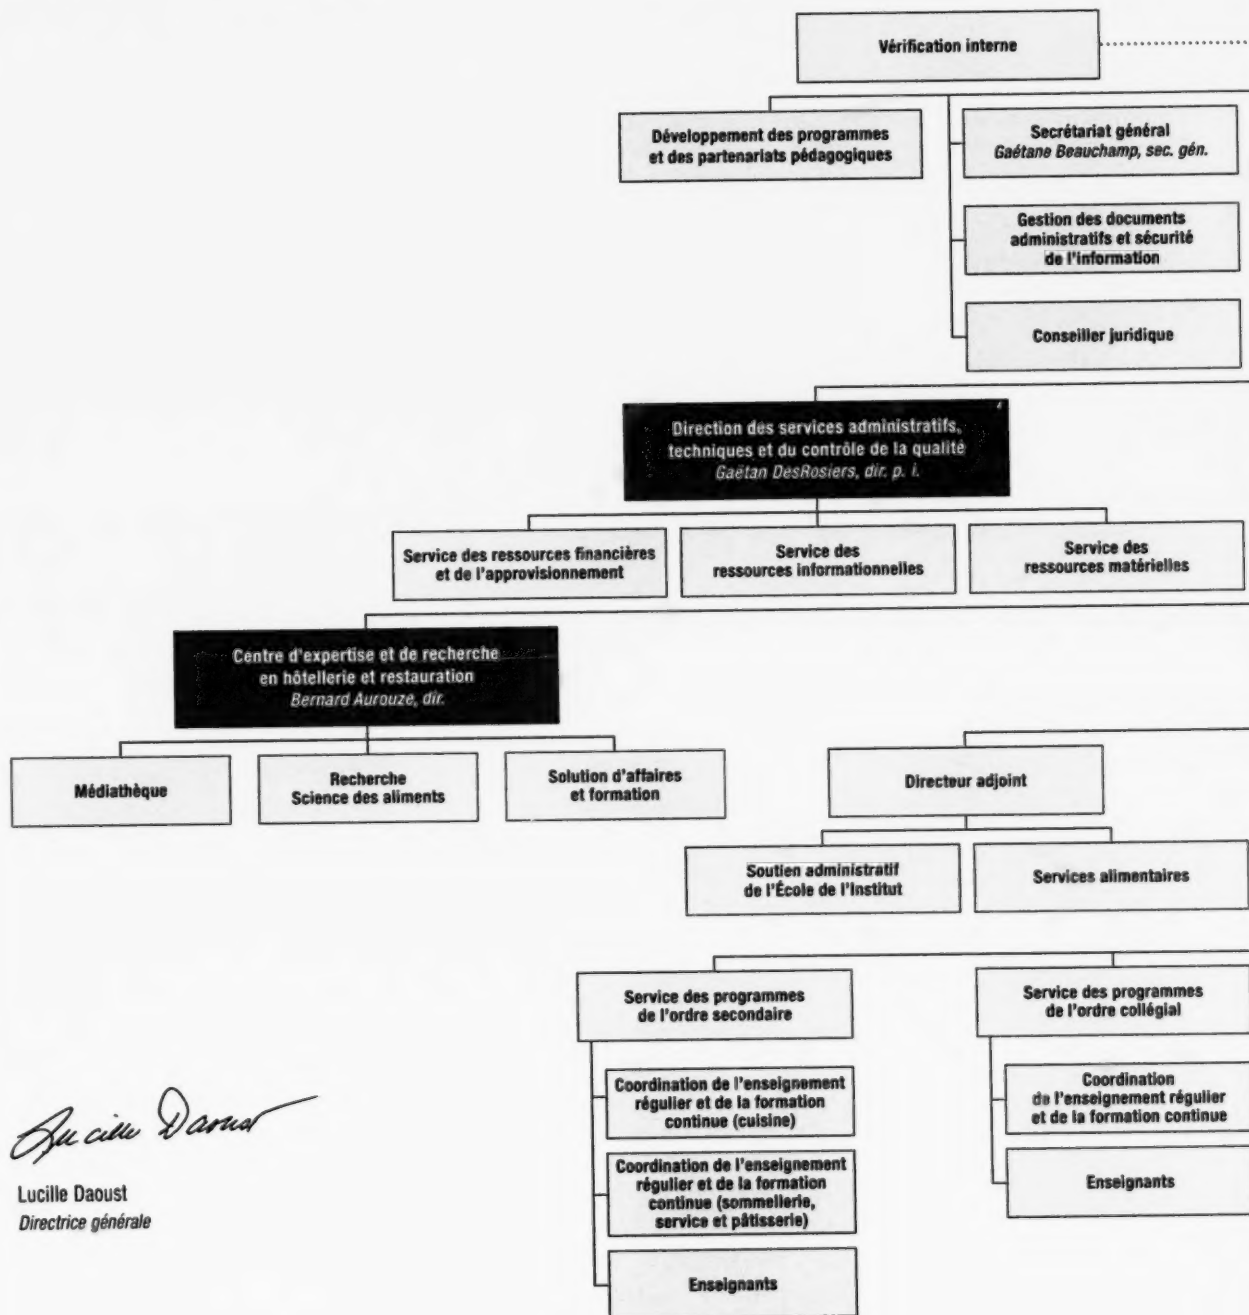 Vérification interne
Développement des programmes
et des partenariats pédagogiques
Secrétariat général
Gaétane Beauchamp, sec. gén.
Gestion des documents
administratifs et sécurité
de l'information
Conseiller juridique
Direction des services administratifs,
techniques et du contrôle de la qualité
Gaëtan DesRosiers, dir. p. i.
Service des ressources financières
et de l'approvisionnement
Service des
ressources informationnelles
Service des
ressources matérielles
Centre d'expertise et de recherche
en hôtellerie et restauration
Bernard Aurouze, dir.
Médiathèque
Recherche
Science des aliments
Solution d'affaires
et formation
Directeur adjoint
Soutien administratif
de l'École de l'Institut
Services alimentaires
Service des programmes
de l'ordre secondaire
Coordination de l'enseignement
régulier et de la formation
continue (cuisine)
Coordination de l'enseignement
régulier et de la formation
continue (sommellerie,
service et pâtisserie)
Enseignants
Service des programmes
de l'ordre collégial
Coordination
de l'enseignement régulier
et de la formation continue
Enseignants
Lucille Daoust
Lucille Daoust
Directrice générale